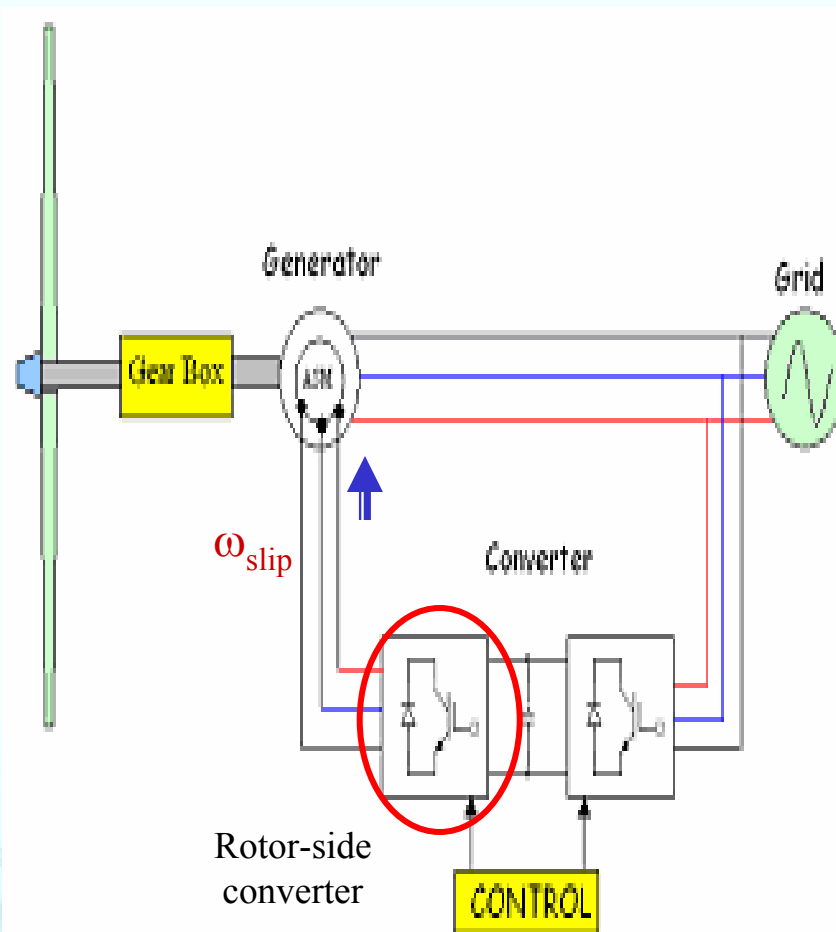 Generator
Grid
Gear Box
ASM
ωslip
Converter
Rotor-side
converter
CONTROL